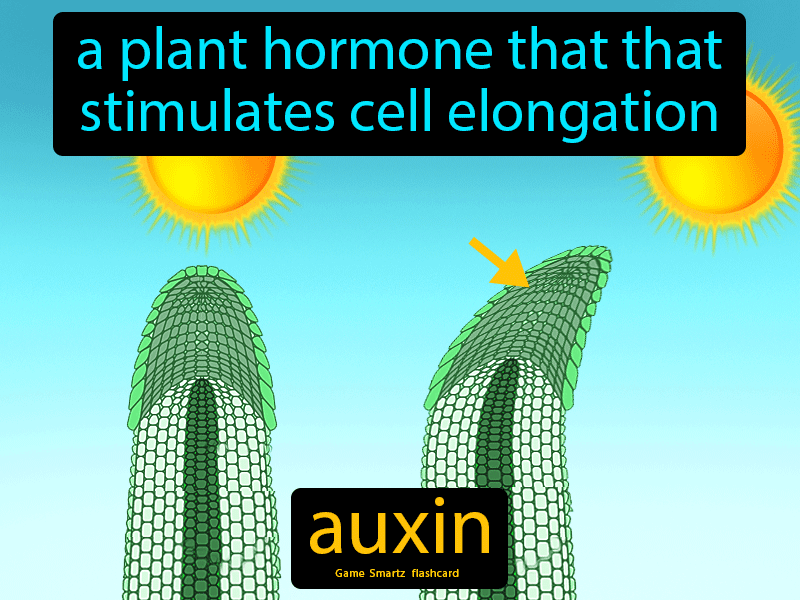 a plant hormone that that
stimulates cell elongation
auxin
Game Smartz flashcard